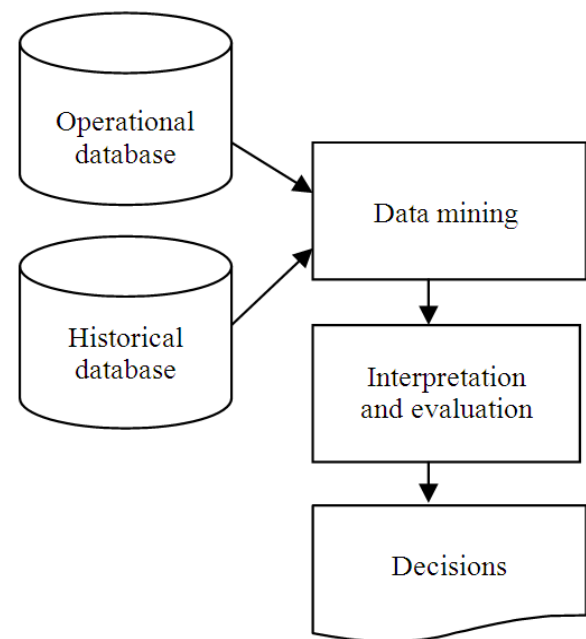 Operational
database
Data mining
Historical
database
Interpretation
and evaluation
Decisions